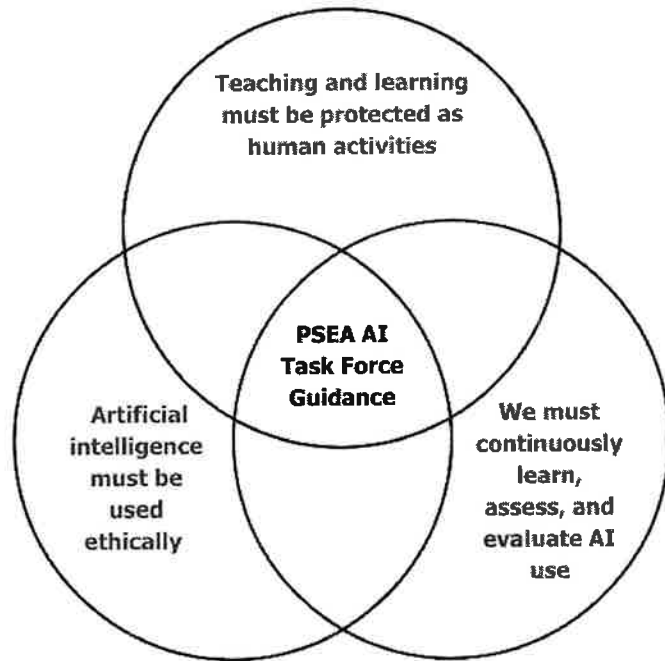 Teaching and learning
must be protected as
human activities
PSEA AI
Task Force
Guidance
Artificial
intelligence
must be
used
ethically
We must
continuously
learn,
assess, and
evaluate AI
use